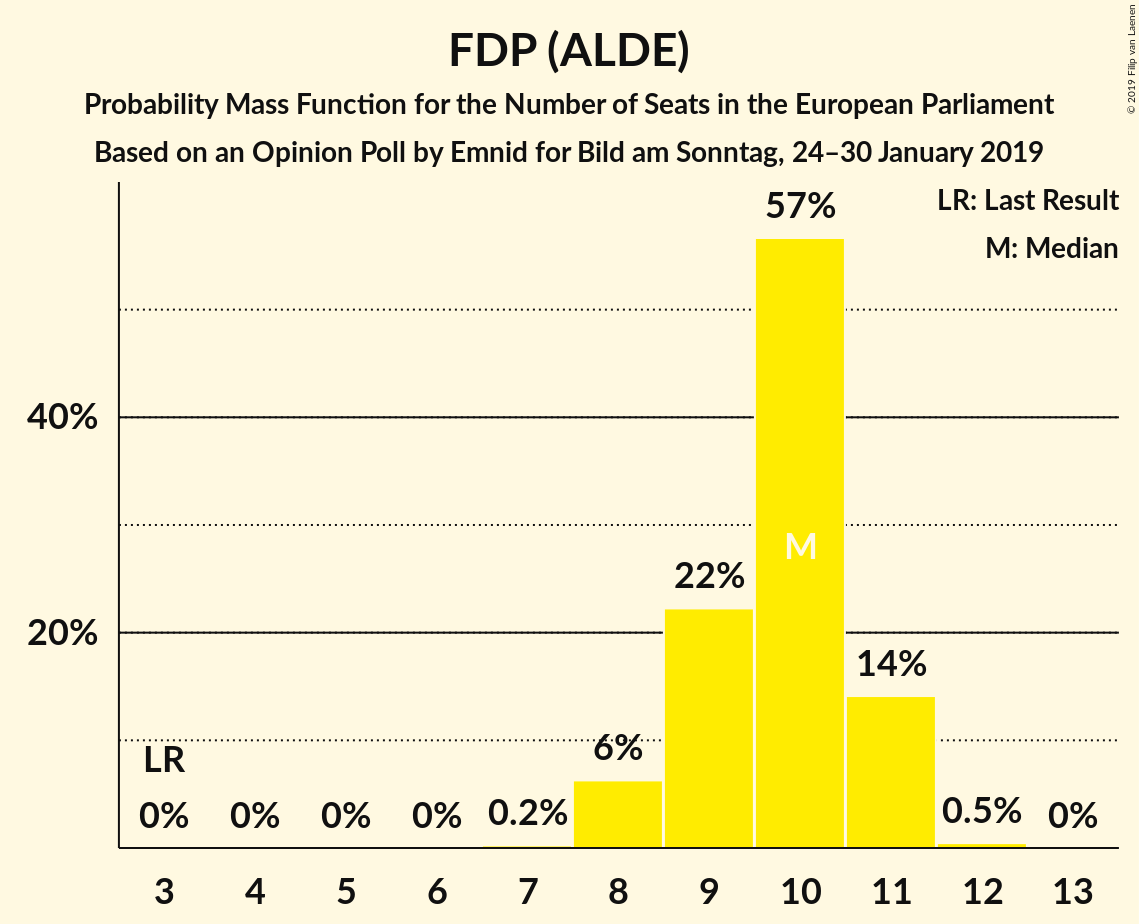 FDP (ALDE)
Probability Mass Function for the Number of Seats in the European Parliament
Based on an Opinion Poll by Emnid for Bild am Sonntag, 24–30 January 2019
© 2019 Filip van Laenen
LR: Last Result
M: Median
57%
40%
M
22%
20%
14%
LR
6%
0% 0% 0% 0% 0.2% 0.5% 0%
3 4 5 6 7 8 9 10 11 12 13